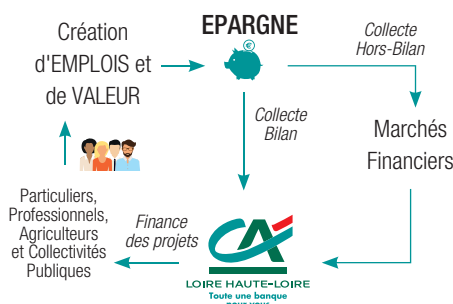 Création
d'EMPLOIS et
de VALEUR
EPARGNE
€
Collecte
Hors-Bilan
Collecte
Bilan
Marchés
Financiers
Particuliers,
Professionnels,
Agriculteurs
et Collectivités
Publiques
Finance
des projets
CA
LOIRE HAUTE-LOIRE
Toute une banque